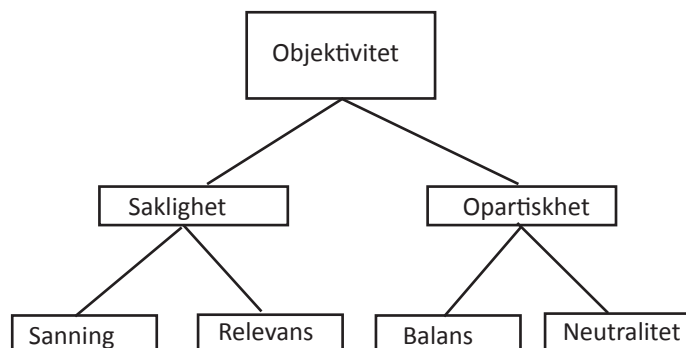 Objektivitet
Saklighet
Opartiskhet
Sanning
Relevans
Balans
Neutralitet